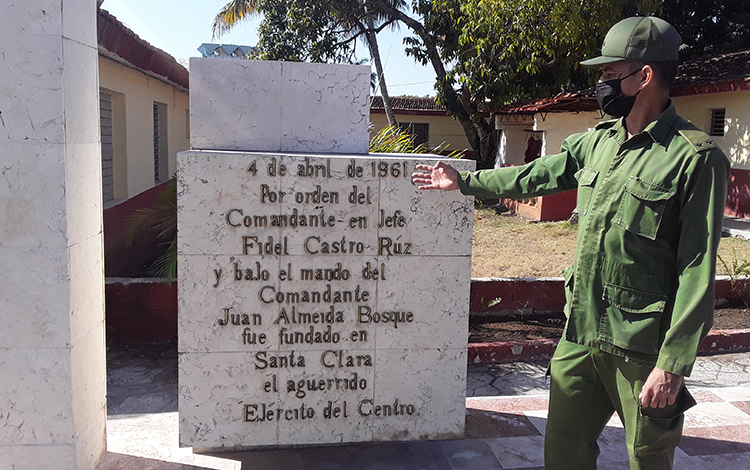 4 de abril de 1961
Por orden del
Comandante en Jefe
Fidel Castro Ruz
y bajo el mando del
Comandante
Juan Almeida Bosque
fue fundado en
Santa Clara
el aguerrido
Ejército del Centro.